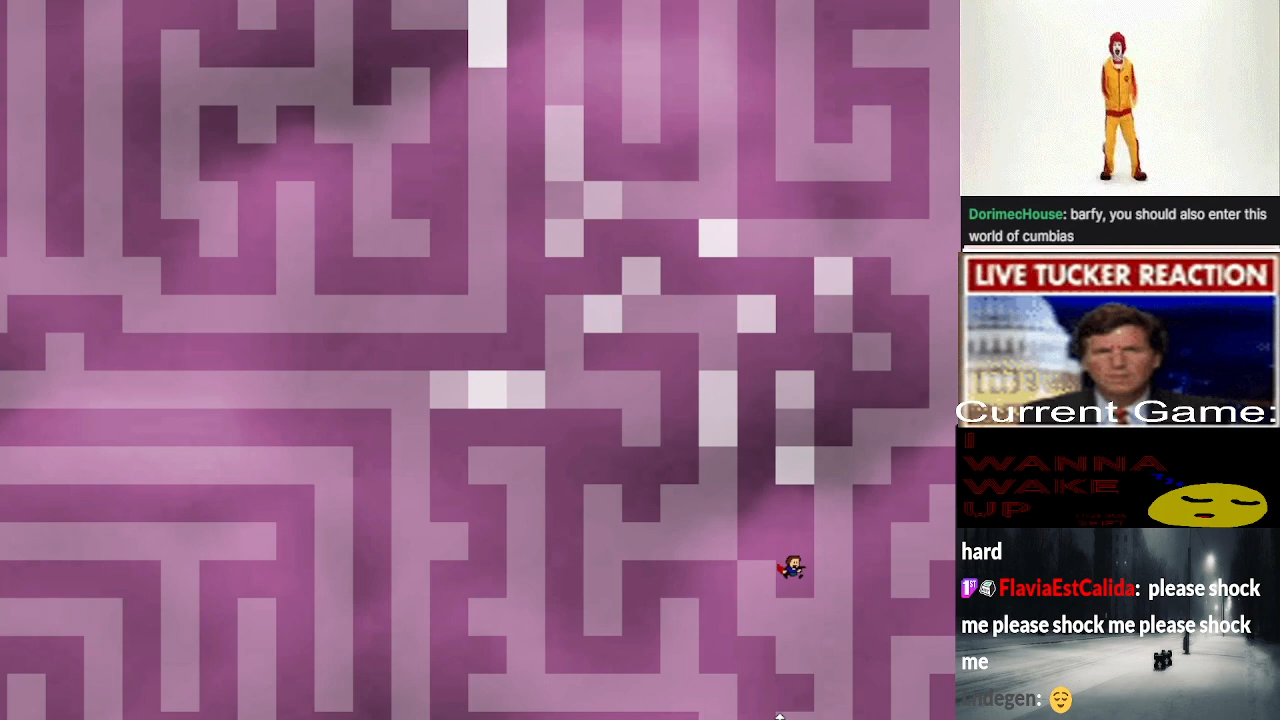 DorimecHouse: barfy, you should also enter this
world of cumbias
LIVE TUCKER REACTION
Current Game:
I
WANNA
WAKE
UP
hard
FlaviaEstCalida: please shock
me please shock me please shock
me